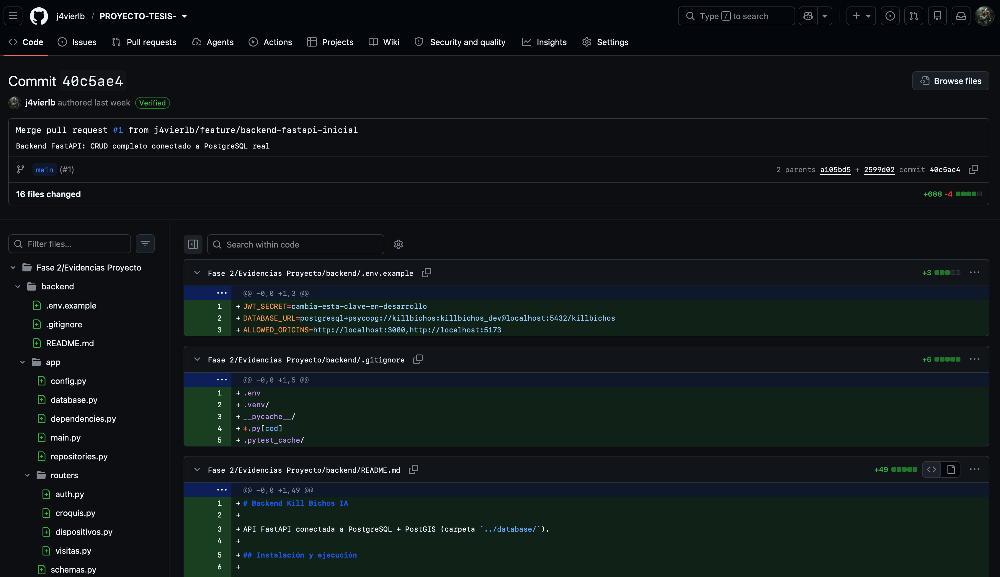 j4vierlb / PROYECTO-TESIS-
Type / to search
Code Issues Pull requests Agents Actions Projects Wiki Security and quality Insights Settings
Commit 40c5ae4
Browse files
j4vierlb authored last week Verified
Merge pull request #1 from j4vierlb/feature/backend-fastapi-inicial
Backend FastAPI: CRUD completo conectado a PostgreSQL real
main (#1)
2 parents a105bd5 + 2599d02 commit 40c5ae4
16 files changed
+688 -4
Filter files...
Fase 2/Evidencias Proyecto
backend
.env.example
.gitignore
README.md
app
config.py
database.py
dependencies.py
main.py
repositories.py
routers
auth.py
croquis.py
dispositivos.py
visitas.py
schemas.py
Search within code
Fase 2/Evidencias Proyecto/backend/.env.example
+3
@@ -0,0 +1,3 @@
1 + JWT_SECRET=cambia-esta-clave-en-desarrollo
2 + DATABASE_URL=postgresql+psycopg://killbichos:killbichos_dev@localhost:5432/killbichos
3 + ALLOWED_ORIGINS=http://localhost:3000,http://localhost:5173
Fase 2/Evidencias Proyecto/backend/.gitignore
+5
@@ -0,0 +1,5 @@
1 + .env
2 + .venv/
3 + __pycache__/
4 + *.py[cod]
5 + .pytest_cache/
Fase 2/Evidencias Proyecto/backend/README.md
+49
@@ -0,0 +1,49 @@
1 + # Backend Kill Bichos IA
2 +
3 + API FastAPI conectada a PostgreSQL + PostGIS (carpeta `../database/`).
4 +
5 + ## Instalación y ejecución
6 +